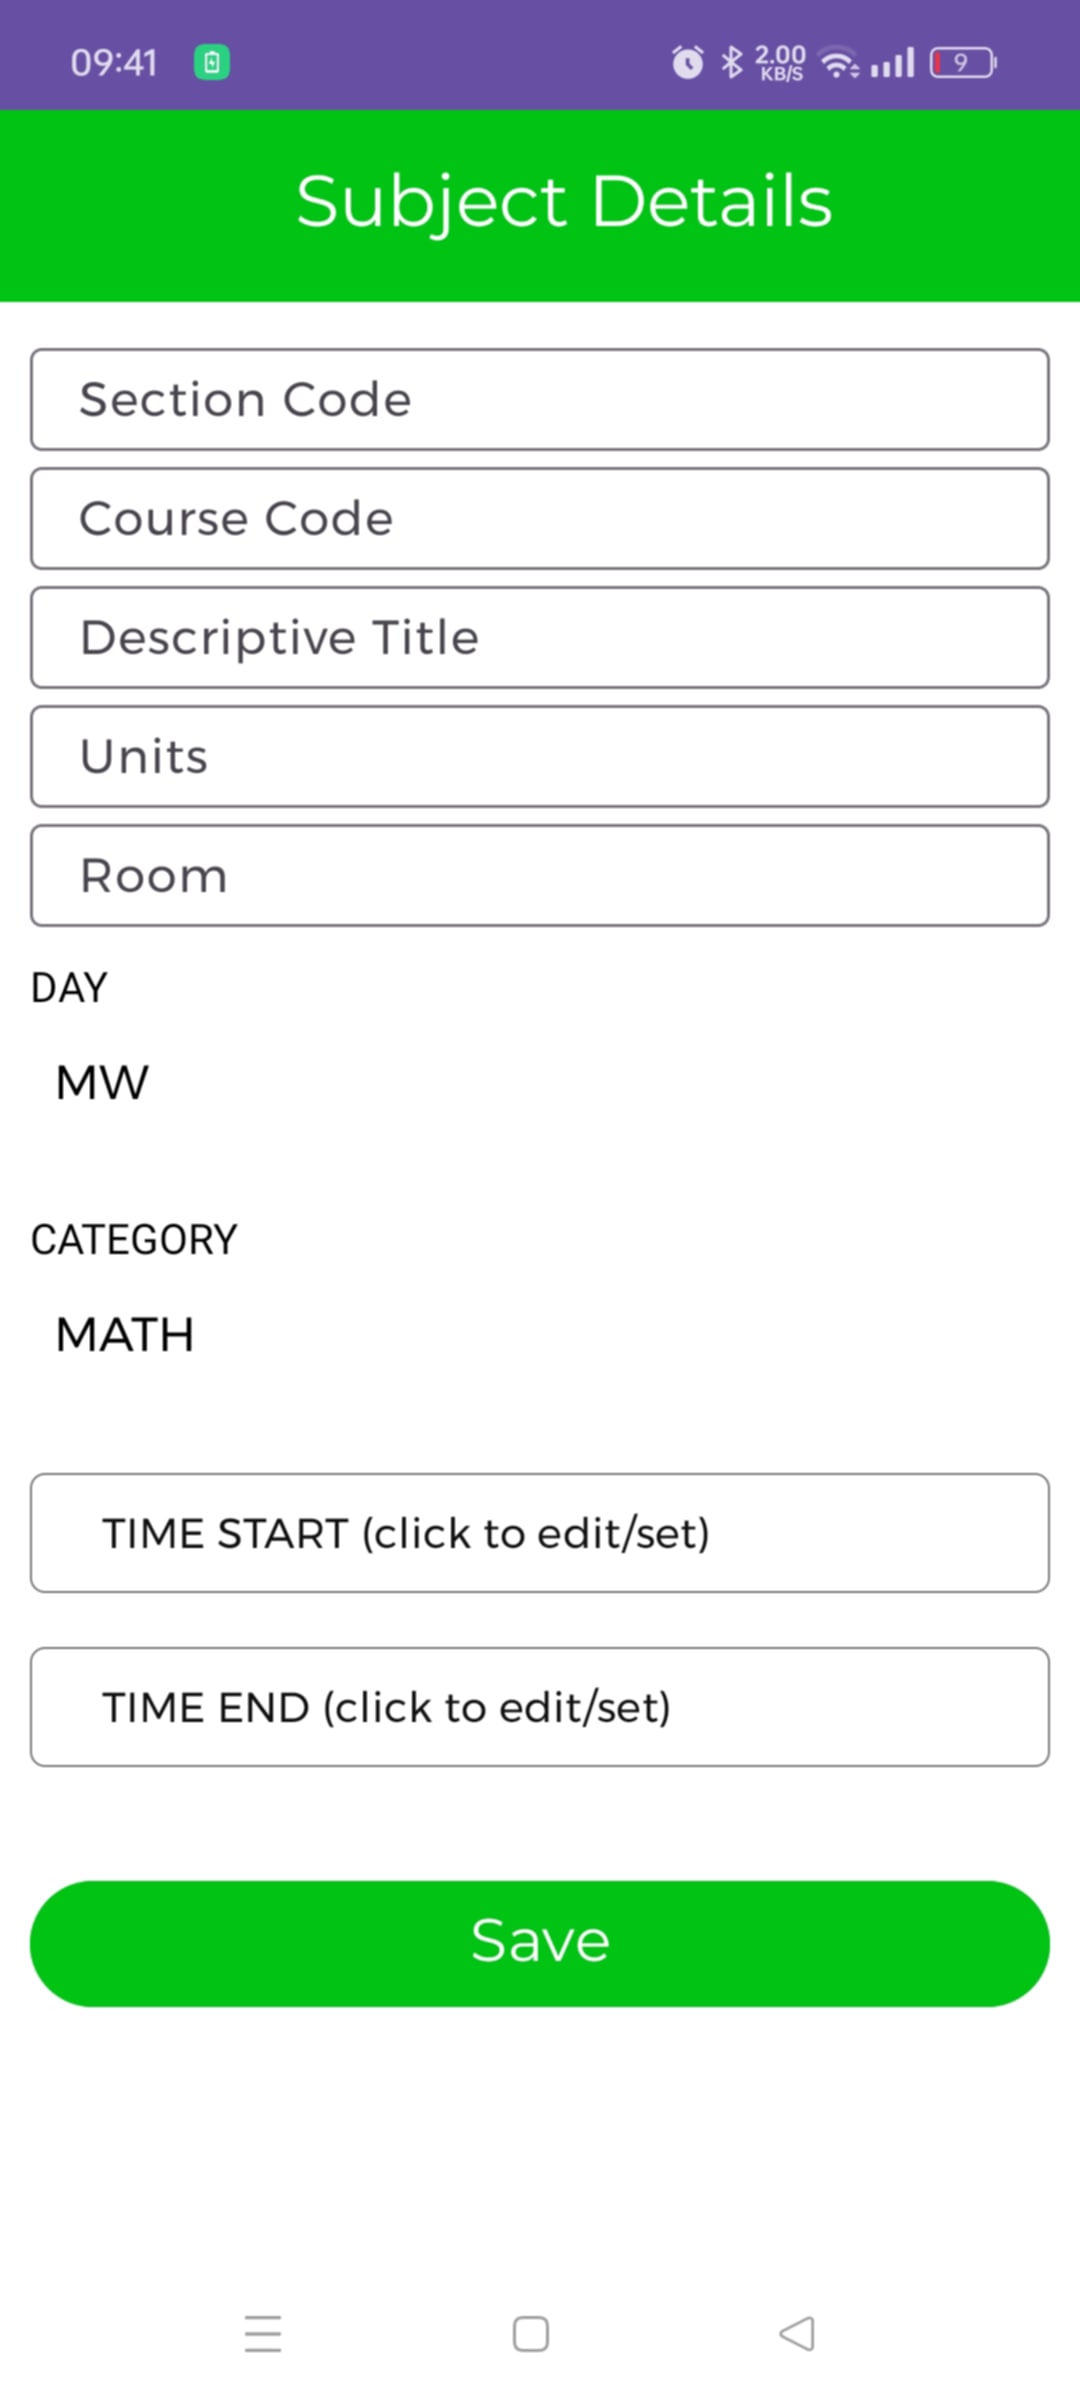 09:41
2.00
KB/S
9
Subject Details
Section Code
Course Code
Descriptive Title
Units
Room
DAY
MW
CATEGORY
MATH
TIME START (click to edit/set)
TIME END (click to edit/set)
Save